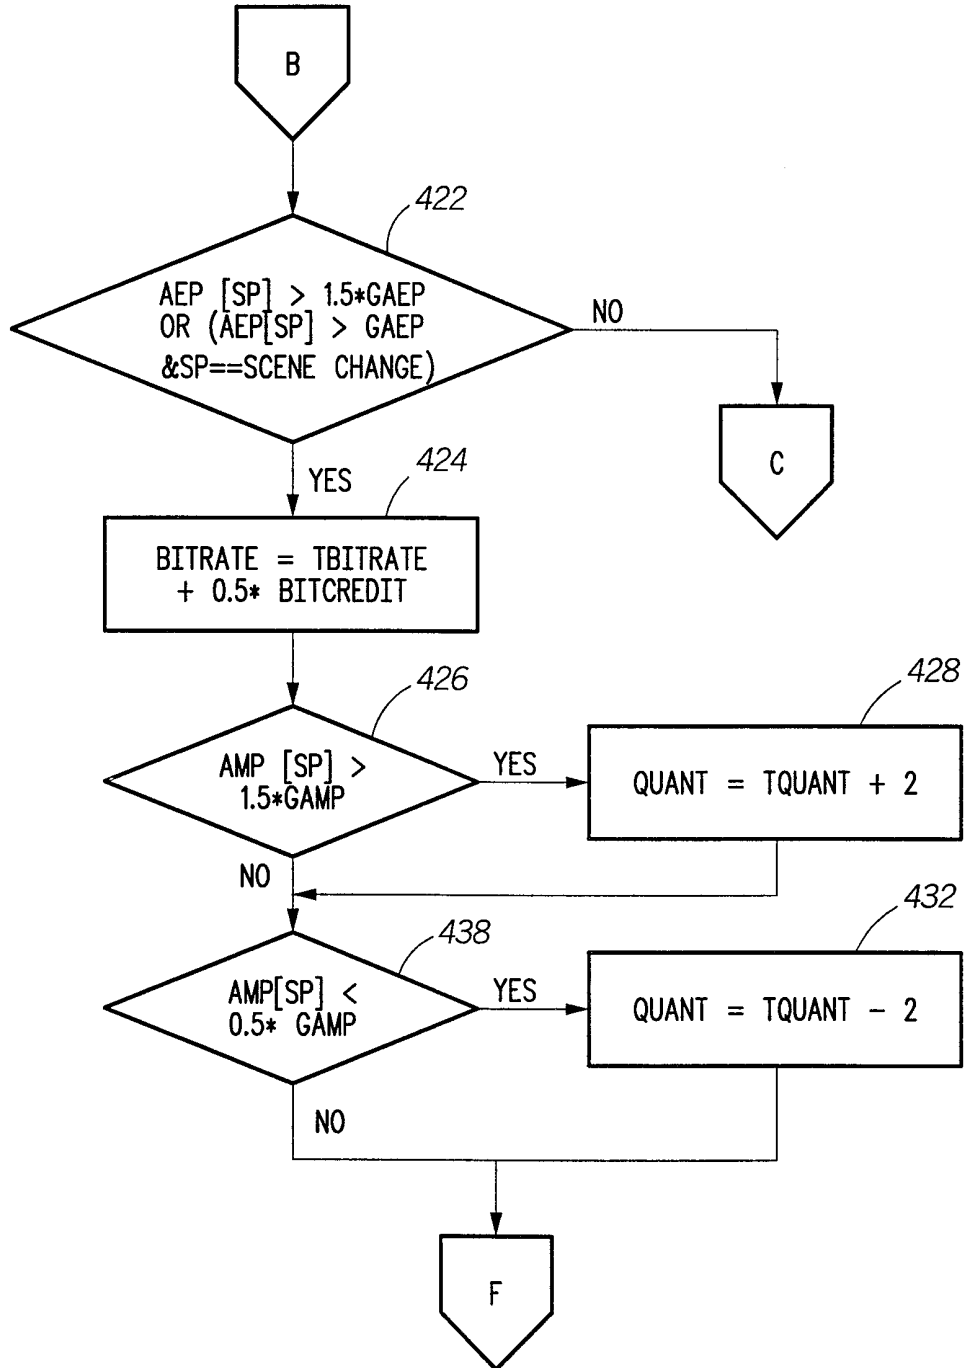 B
422
AEP [SP] > 1.5*GAEP
OR (AEP[SP] > GAEP
&SP==SCENE CHANGE)
NO
C
YES
424
BITRATE = TBITRATE
+ 0.5* BITCREDIT
426
AMP [SP] >
1.5*GAMP
YES
428
QUANT = TQUANT + 2
NO
438
AMP[SP] <
0.5* GAMP
YES
432
QUANT = TQUANT - 2
NO
F